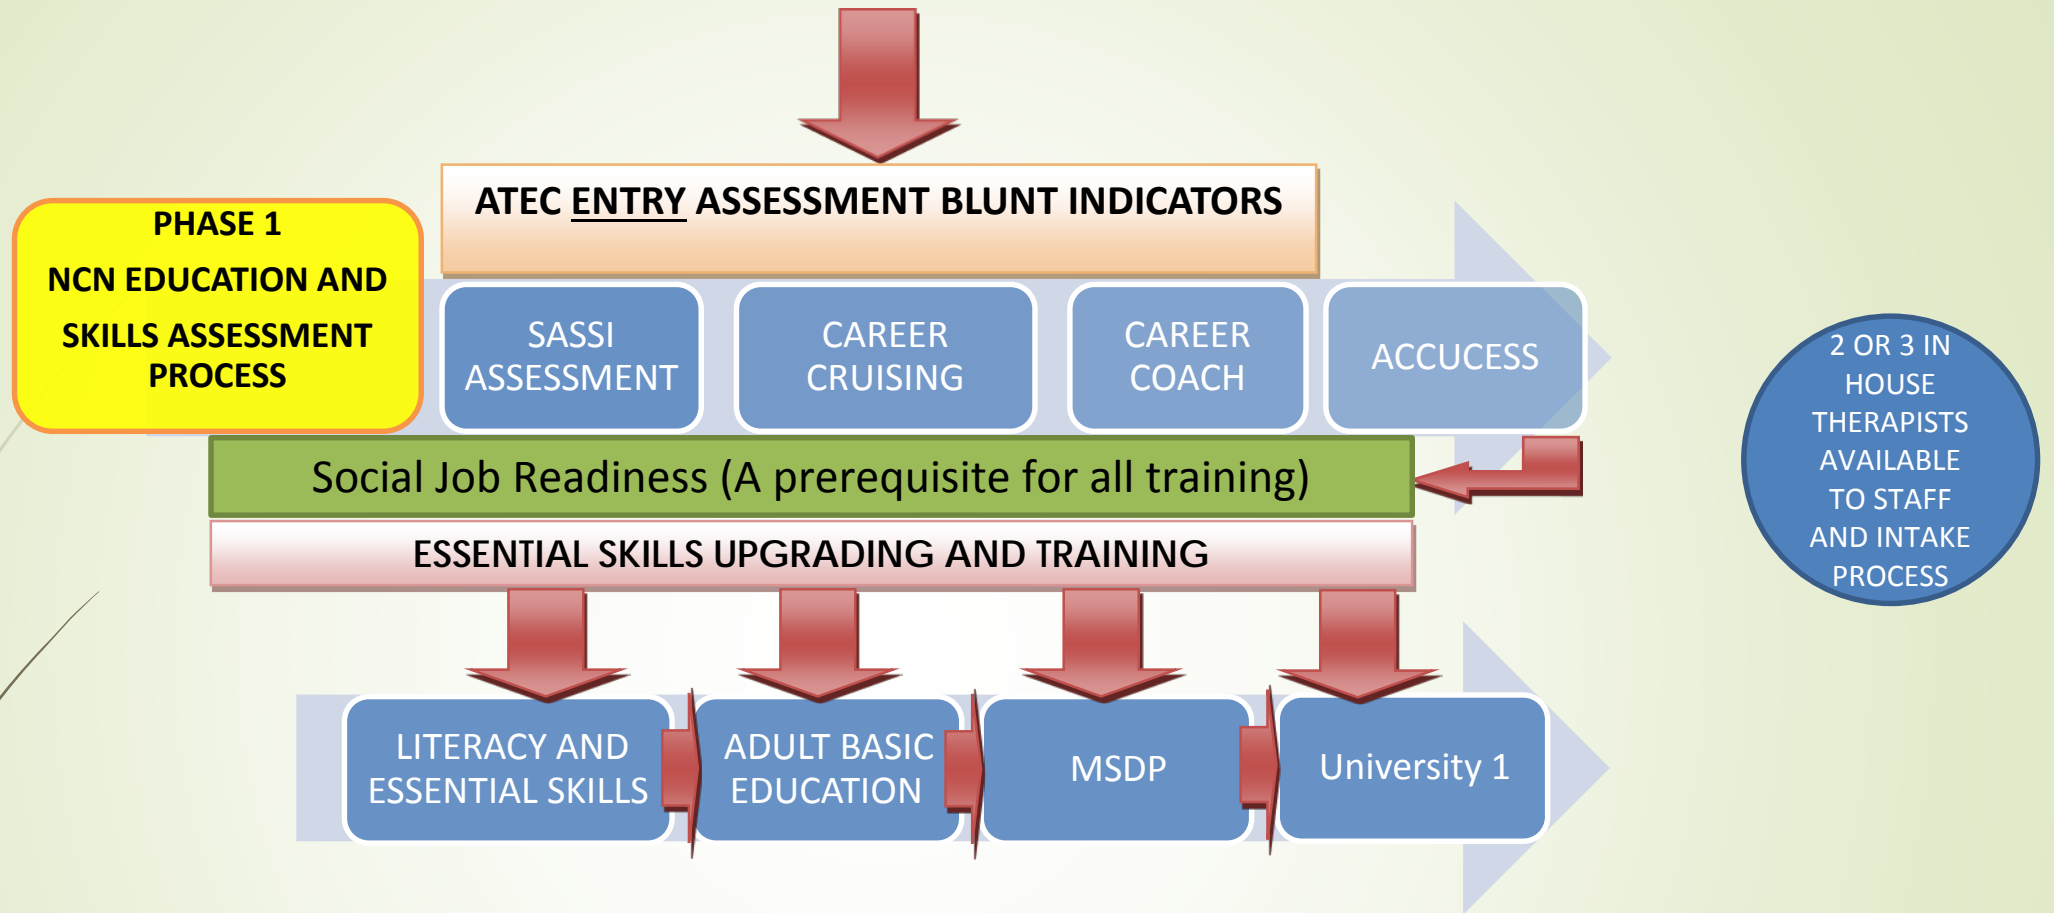 ATEC ENTRY ASSESSMENT BLUNT INDICATORS
PHASE 1
NCN EDUCATION AND
SKILLS ASSESSMENT
PROCESS
SASSI
ASSESSMENT
CAREER
CRUISING
CAREER
COACH
ACCUCESS
2 OR 3 IN
HOUSE
THERAPISTS
AVAILABLE
TO STAFF
AND INTAKE
PROCESS
Social Job Readiness (A prerequisite for all training)
ESSENTIAL SKILLS UPGRADING AND TRAINING
LITERACY AND
ESSENTIAL SKILLS
ADULT BASIC
EDUCATION
MSDP
University 1